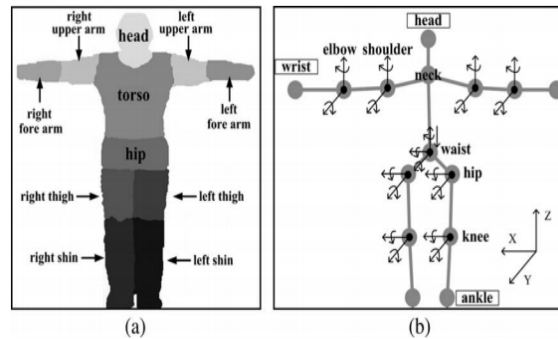 right
upper arm
head
left
upper arm
torso
right
fore arm
left
fore arm
hip
right thigh
left thigh
right shin
left shin
(a)
head
elbow shoulder
wrist
neck
waist
hip
knee
ankle
Z
X
Y
(b)